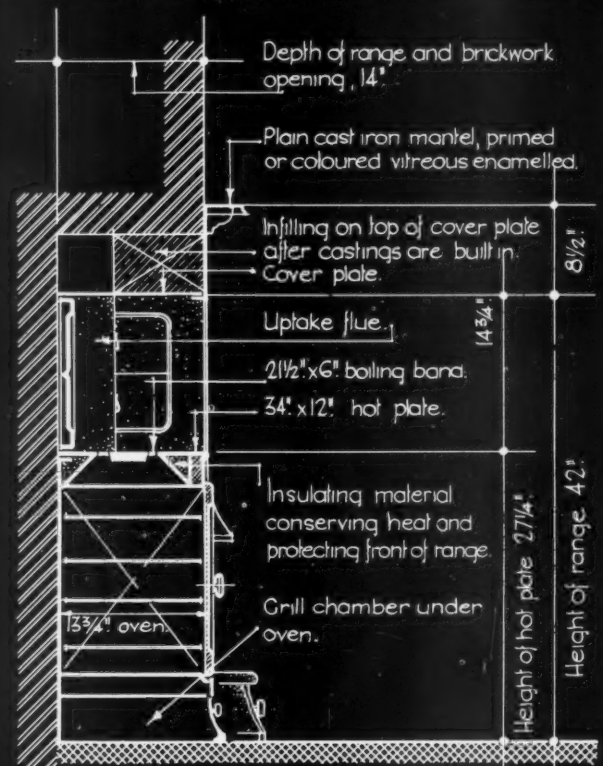 Depth of range and brickwork
opening, 14"
Plain cast iron mantel, primed
or coloured vitreous enamelled.
Infilling on top of cover plate
after castings are built in.
Cover plate.
8½"
Uptake flue.
14¾"
21½"x6" boiling band.
34"x12" hot plate.
Insulating material
conserving heat and
protecting front of range.
Height of hot plate 27¼"
Height of range 42"
13¾" oven.
Grill chamber under
oven.